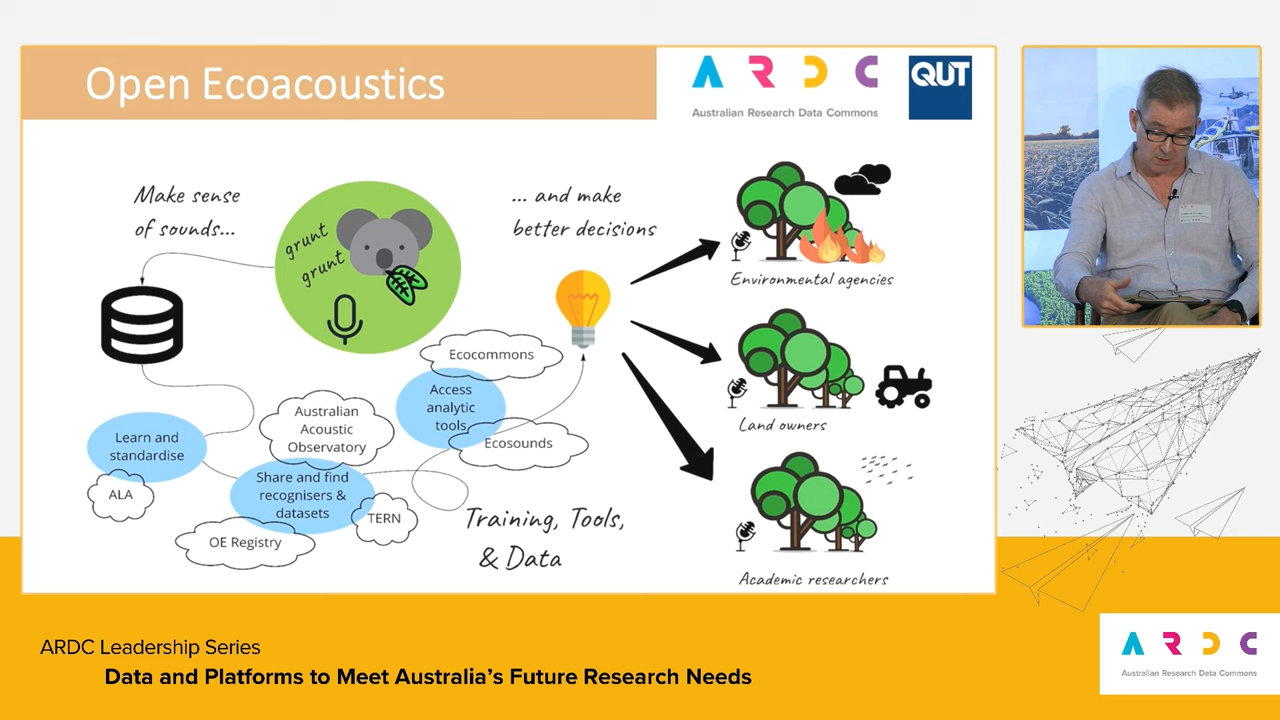 Open Ecoacoustics
A R D C
Australian Research Data Commons
QUT
Make sense
of sounds...
grunt
grunt
... and make
better decisions
Environmental agencies
Land owners
Academic researchers
Ecocommons
Access
analytic
tools
Ecosounds
Australian
Acoustic
Observatory
Learn and
standardise
ALA
Share and find
recognisers &
datasets
TERN
OE Registry
Training, Tools,
& Data
ARDC Leadership Series
Data and Platforms to Meet Australia's Future Research Needs
A R D C
Australian Research Data Commons